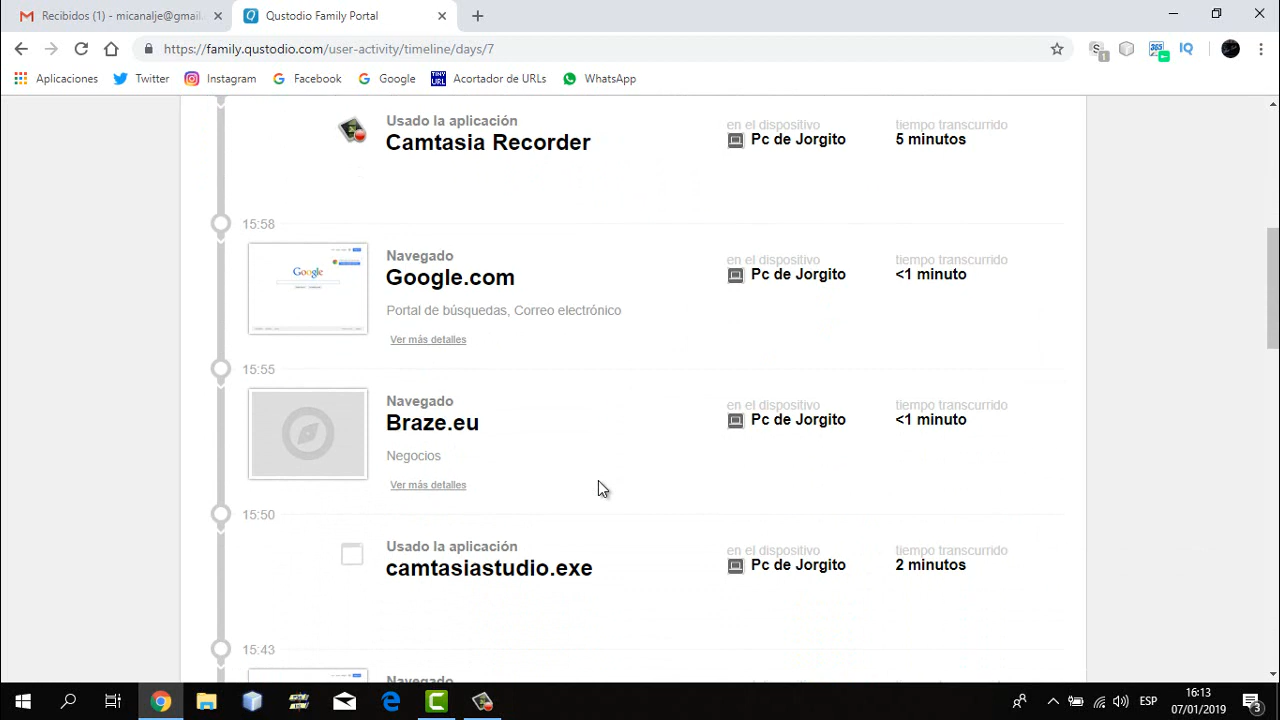 Recibidos (1) - micanalje@gmail.
Qustodio Family Portal
https://family.qustodio.com/user-activity/timeline/days/7
Aplicaciones
Twitter
Instagram
Facebook
Google
TINY URL
Acortador de URLs
WhatsApp
Usado la aplicación
Camtasia Recorder
en el dispositivo
Pc de Jorgito
tiempo transcurrido
5 minutos
15:58
Navegado
Google.com
Portal de búsquedas, Correo electrónico
Ver más detalles
en el dispositivo
Pc de Jorgito
tiempo transcurrido
<1 minuto
15:55
Navegado
Braze.eu
Negocios
Ver más detalles
en el dispositivo
Pc de Jorgito
tiempo transcurrido
<1 minuto
15:50
Usado la aplicación
camtasiastudio.exe
en el dispositivo
Pc de Jorgito
tiempo transcurrido
2 minutos
15:43
Navegado
ESP
16:13
07/01/2019